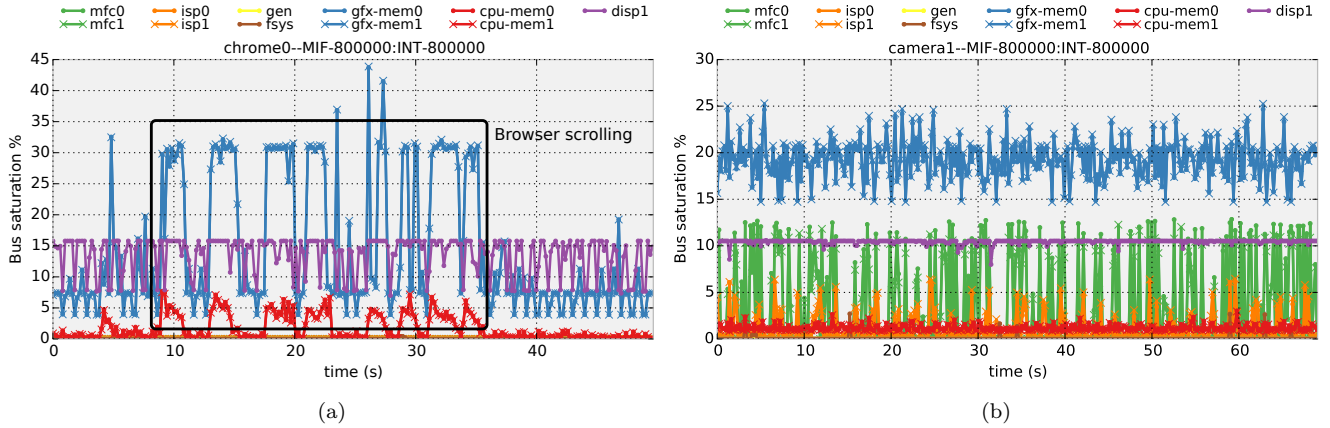 mfc0 isp0 gen gfx-mem0 cpu-mem0 disp1
mfc1 isp1 fsys gfx-mem1 cpu-mem1
chrome0--MIF-800000:INT-800000
45
40
35
30
25
20
15
10
5
0
Bus saturation %
Browser scrolling
0 10 20 30 40
time (s)
(a)
mfc0 isp0 gen gfx-mem0 cpu-mem0 disp1
mfc1 isp1 fsys gfx-mem1 cpu-mem1
camera1--MIF-800000:INT-800000
30
25
20
15
10
5
0
Bus saturation %
0 10 20 30 40 50 60
time (s)
(b)